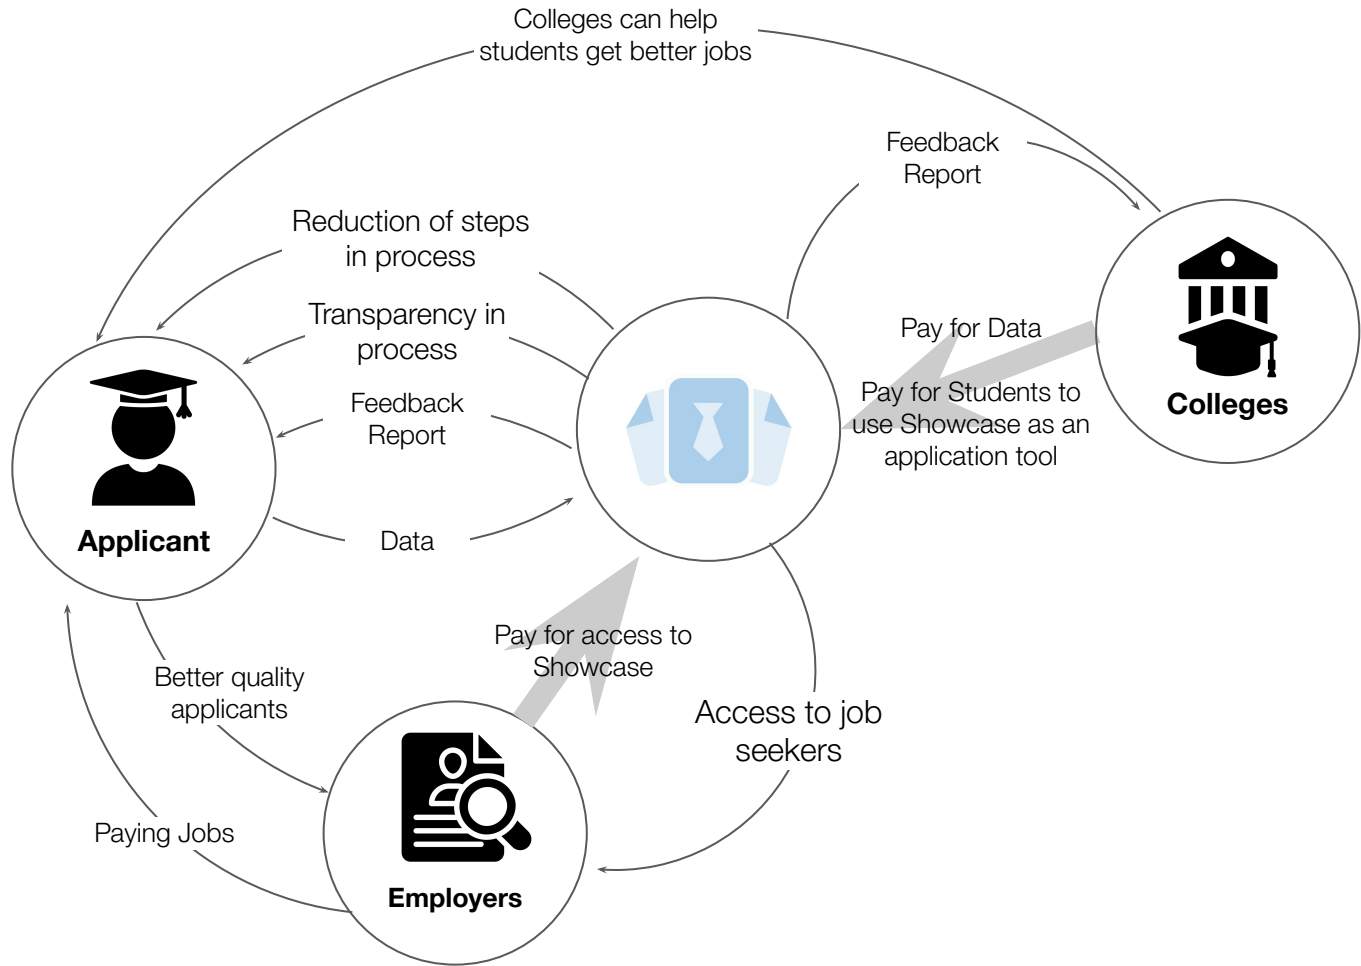 Colleges can help
students get better jobs
Feedback
Report
Reduction of steps
in process
Transparency in
process
Pay for Data
Feedback
Report
Pay for Students to
use Showcase as an
application tool
Colleges
Data
Applicant
Pay for access to
Showcase
Better quality
applicants
Access to job
seekers
Paying Jobs
Employers